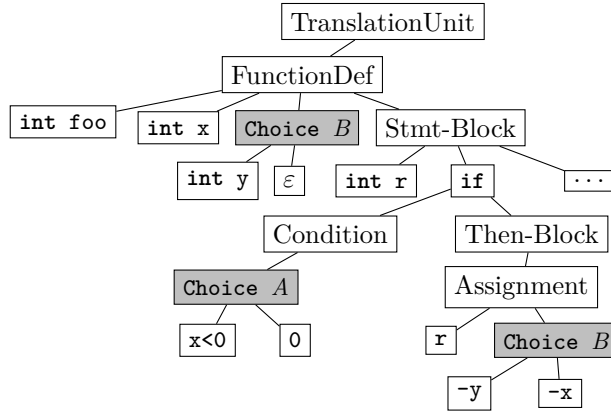 TranslationUnit
FunctionDef
int foo
int x
Choice B
Stmt-Block
int y
ε
int r
if
...
Condition
Then-Block
Choice A
Assignment
x<0
0
r
Choice B
-y
-x